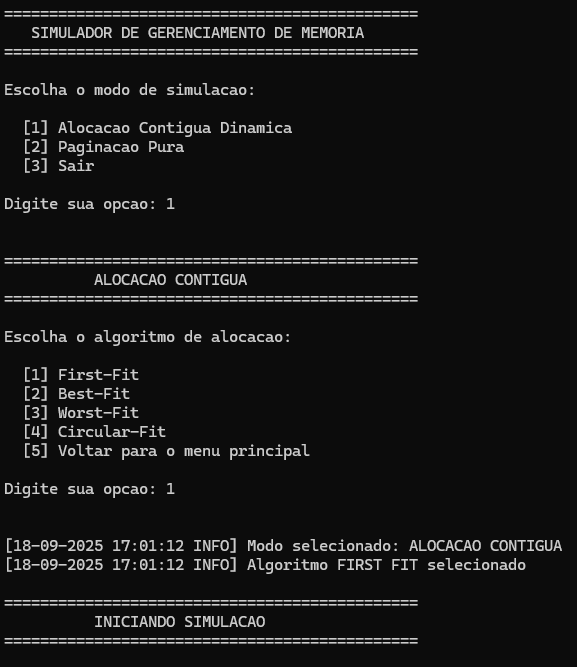 ==============================================
SIMULADOR DE GERENCIAMENTO DE MEMORIA
==============================================
Escolha o modo de simulacao:
[1] Alocacao Contigua Dinamica
[2] Paginacao Pura
[3] Sair
Digite sua opcao: 1
==============================================
ALOCACAO CONTIGUA
==============================================
Escolha o algoritmo de alocacao:
[1] First-Fit
[2] Best-Fit
[3] Worst-Fit
[4] Circular-Fit
[5] Voltar para o menu principal
Digite sua opcao: 1
[18-09-2025 17:01:12 INFO] Modo selecionado: ALOCACAO CONTIGUA
[18-09-2025 17:01:12 INFO] Algoritmo FIRST FIT selecionado
==============================================
INICIANDO SIMULACAO
==============================================